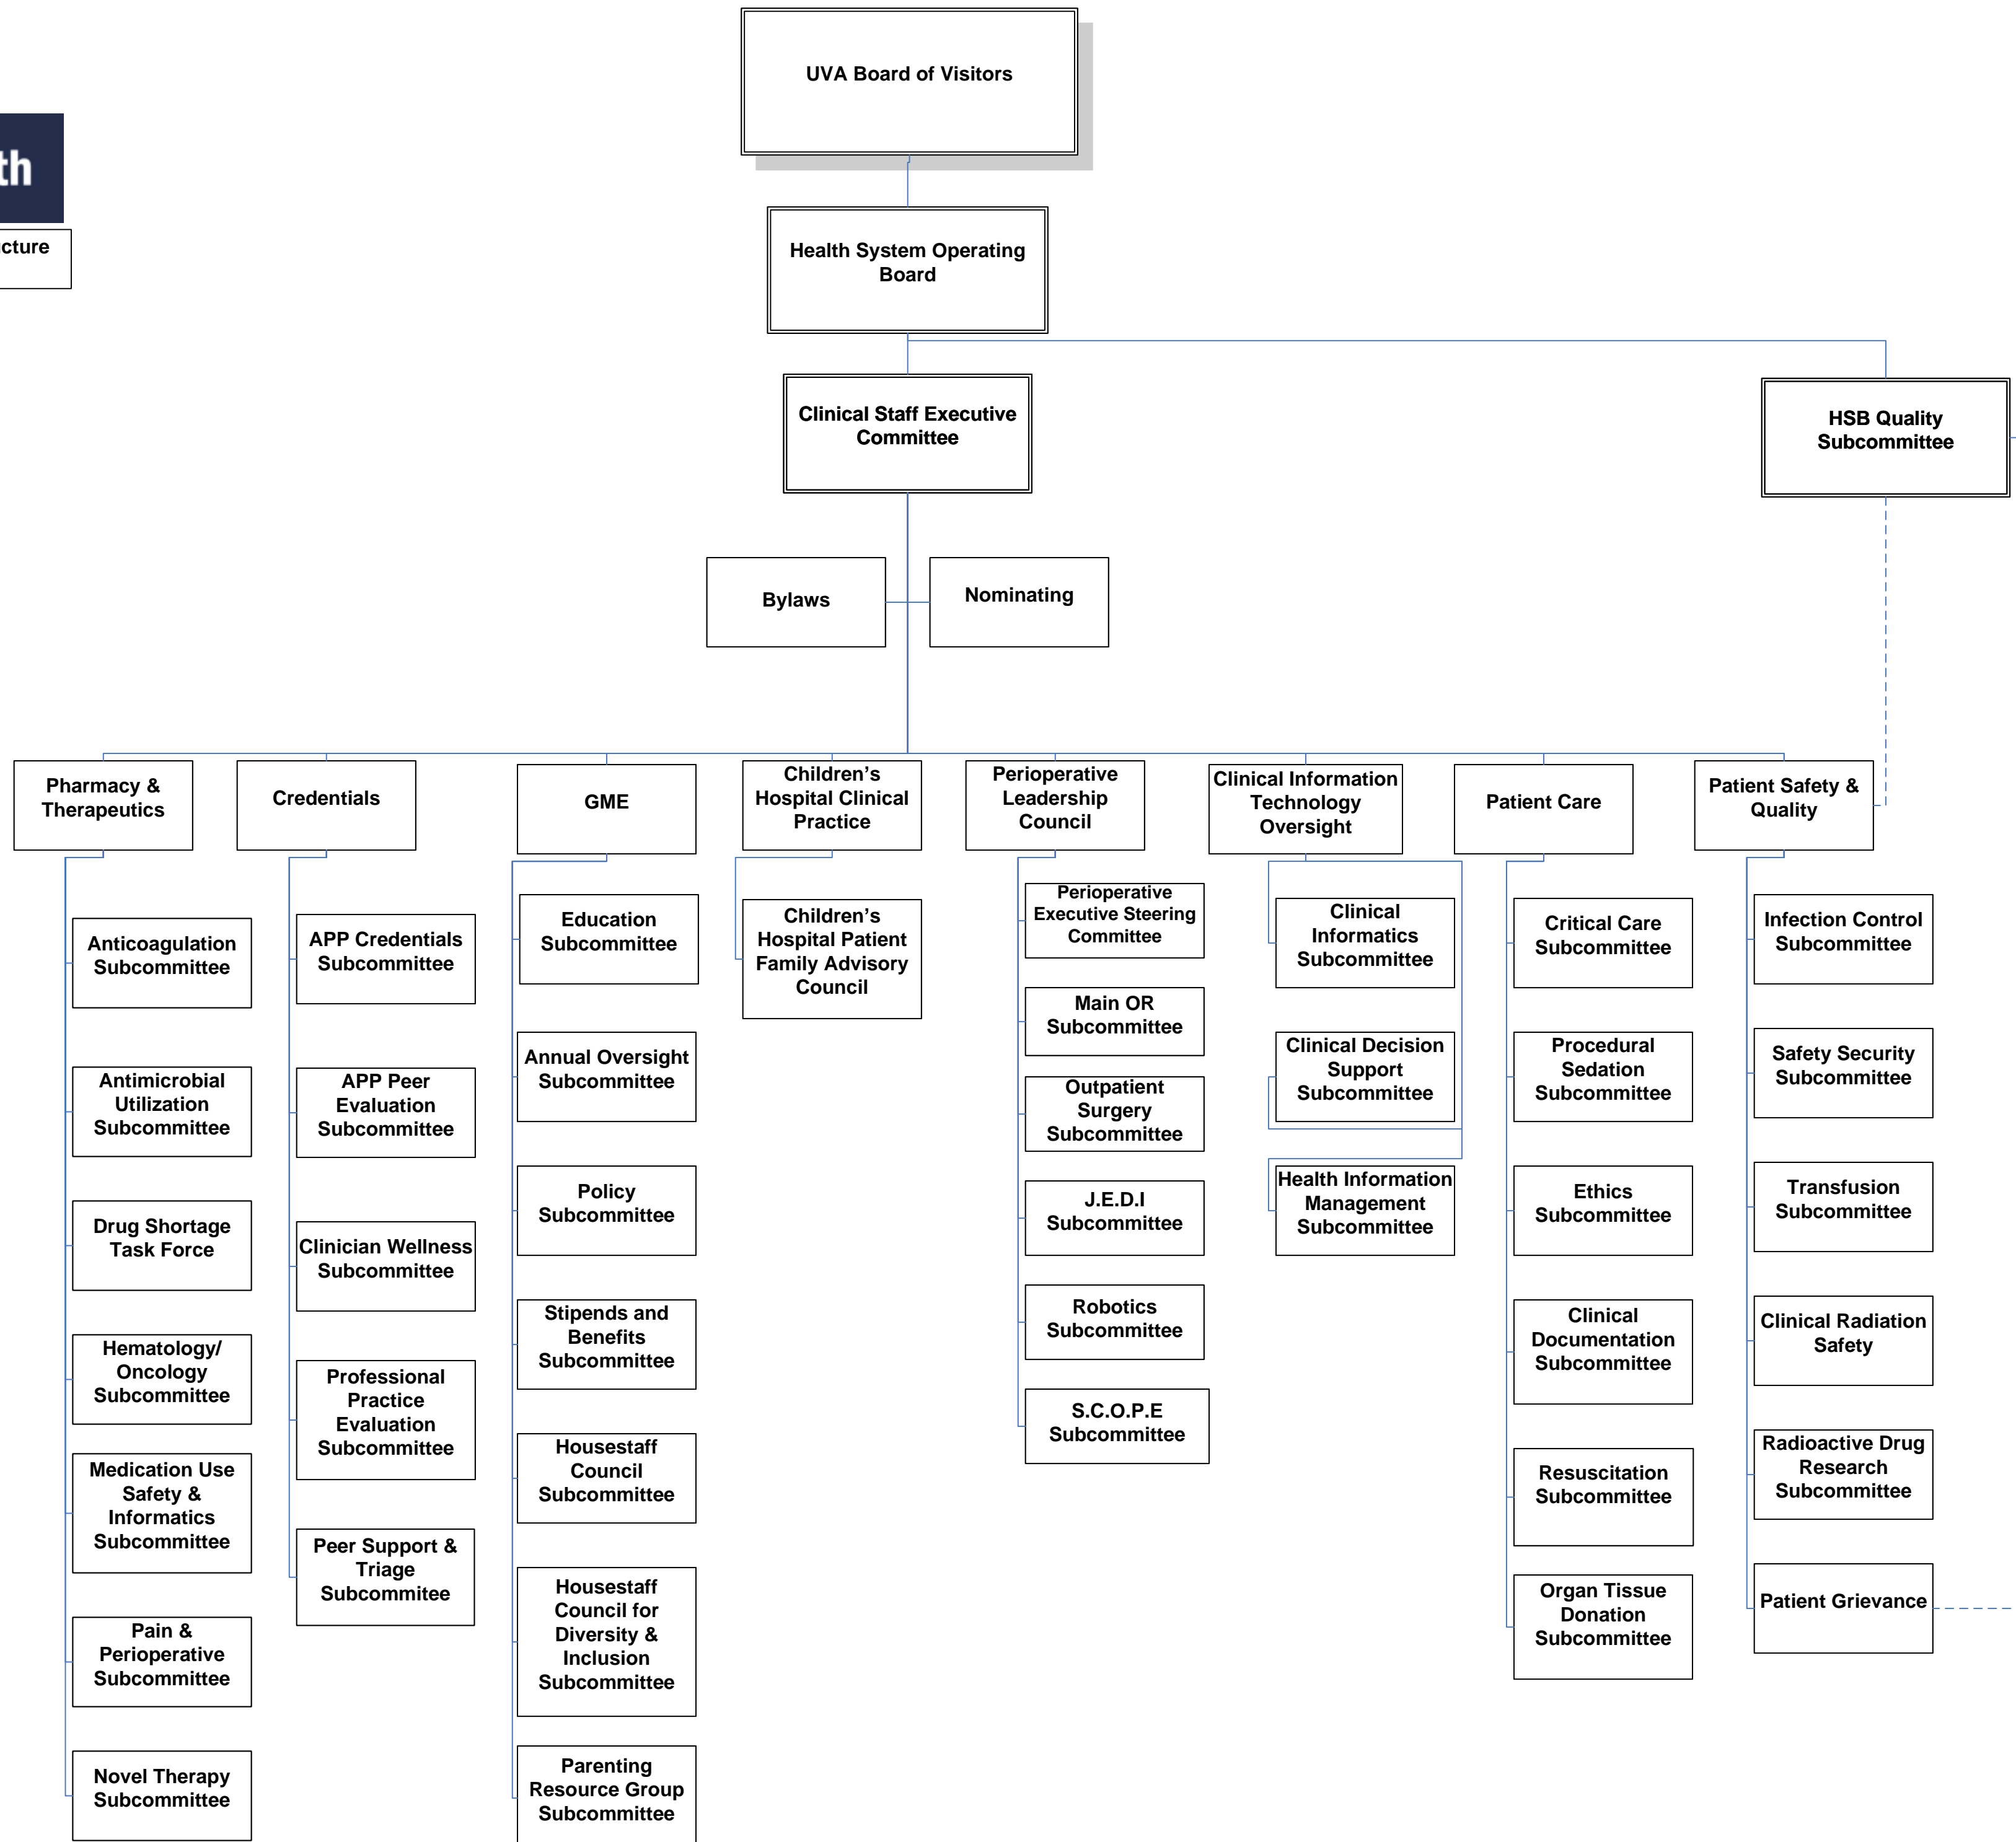 UVA Board of Visitors
th
cture
Health System Operating
Board
Clinical Staff Executive
Committee
HSB Quality
Subcommittee
Bylaws
Nominating
Pharmacy &
Therapeutics
Credentials
GME
Children's
Hospital Clinical
Practice
Perioperative
Leadership
Council
Clinical Information
Technology
Oversight
Patient Care
Patient Safety &
Quality
Anticoagulation
Subcommittee
Antimicrobial
Utilization
Subcommittee
Drug Shortage
Task Force
Hematology/
Oncology
Subcommittee
Medication Use
Safety &
Informatics
Subcommittee
Pain &
Perioperative
Subcommittee
Novel Therapy
Subcommittee
APP Credentials
Subcommittee
APP Peer
Evaluation
Subcommittee
Clinician Wellness
Subcommittee
Professional
Practice
Evaluation
Subcommittee
Peer Support &
Triage
Subcommitee
Education
Subcommittee
Annual Oversight
Subcommittee
Policy
Subcommittee
Stipends and
Benefits
Subcommittee
Housestaff
Council
Subcommittee
Housestaff
Council for
Diversity &
Inclusion
Subcommittee
Parenting
Resource Group
Subcommittee
Children's
Hospital Patient
Family Advisory
Council
Perioperative
Executive Steering
Committee
Main OR
Subcommittee
Outpatient
Surgery
Subcommittee
J.E.D.I
Subcommittee
Robotics
Subcommittee
S.C.O.P.E
Subcommittee
Clinical
Informatics
Subcommittee
Clinical Decision
Support
Subcommittee
Health Information
Management
Subcommittee
Critical Care
Subcommittee
Procedural
Sedation
Subcommittee
Ethics
Subcommittee
Clinical
Documentation
Subcommittee
Resuscitation
Subcommittee
Organ Tissue
Donation
Subcommittee
Infection Control
Subcommittee
Safety Security
Subcommittee
Transfusion
Subcommittee
Clinical Radiation
Safety
Radioactive Drug
Research
Subcommittee
Patient Grievance